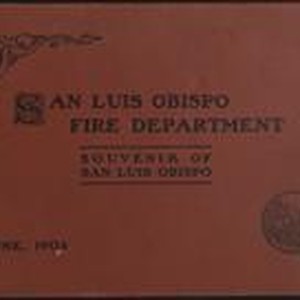 SAN LUIS OBISPO
FIRE DEPARTMENT
SOUVENIR OF
SAN LUIS OBISPO
1904